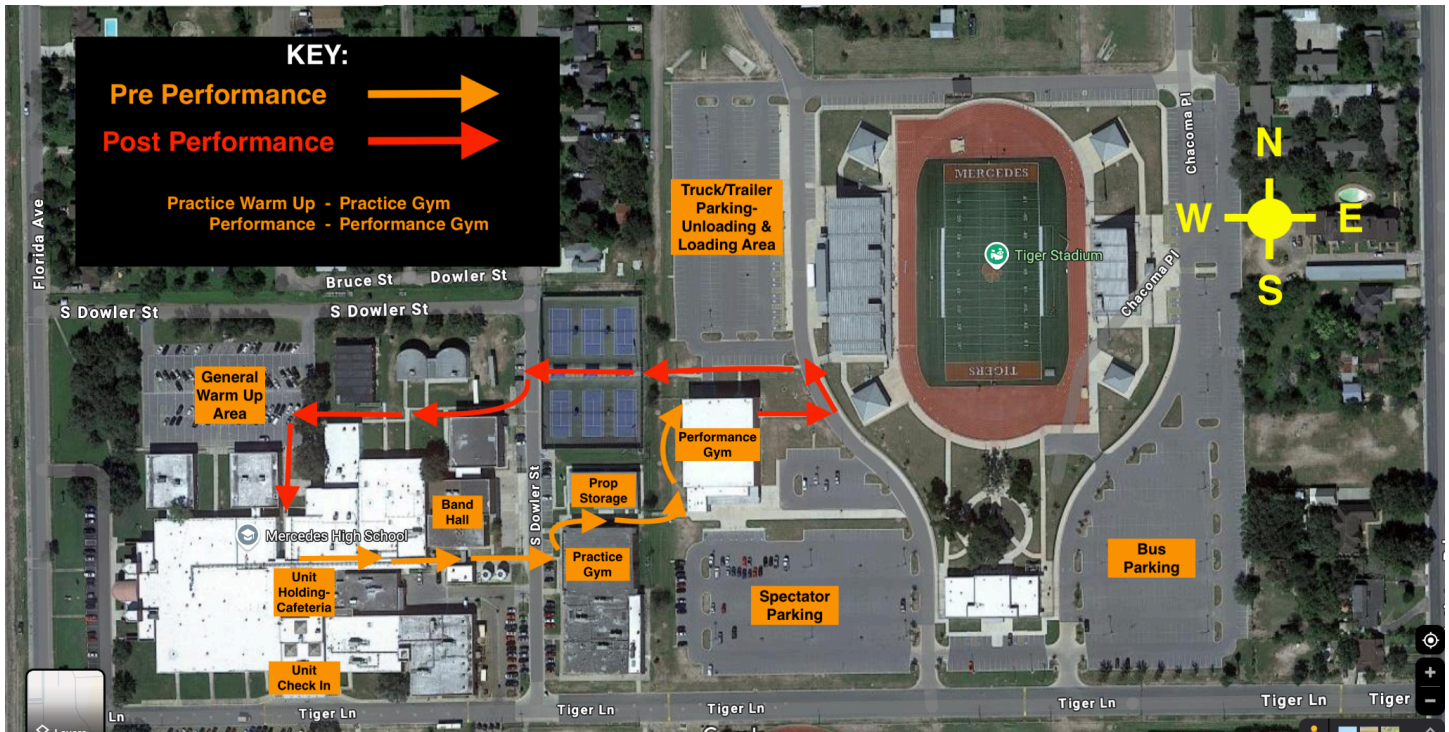 KEY:
Pre Performance
Post Performance
Practice Warm Up - Practice Gym
Performance - Performance Gym
Florida Ave
Bruce St
Dowler St
S Dowler St
S Dowler St
Truck/Trailer
Parking-
Unloading &
Loading Area
MERCEDES
Tiger Stadium
TIGERS
Chacoma Pl
Chacoma Pl
N
W
E
S
General
Warm Up
Area
Performance
Gym
Prop
Storage
Band
Hall
S Dowler St
Mercedes High School
Practice
Gym
Unit
Holding-
Cafeteria
Unit
Check In
Spectator
Parking
Bus
Parking
Ln
Tiger Ln
Tiger Ln
Tiger Ln
Tiger Ln
Tiger
Layers